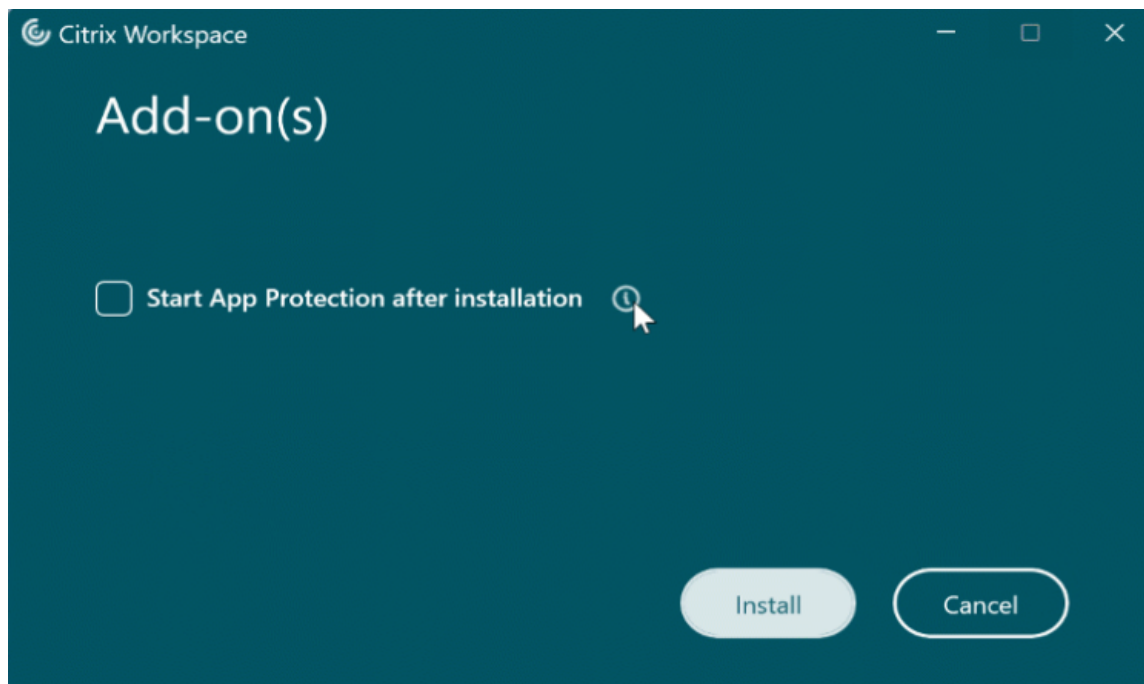 Citrix Workspace
Add-on(s)
Start App Protection after installation
Install Cancel